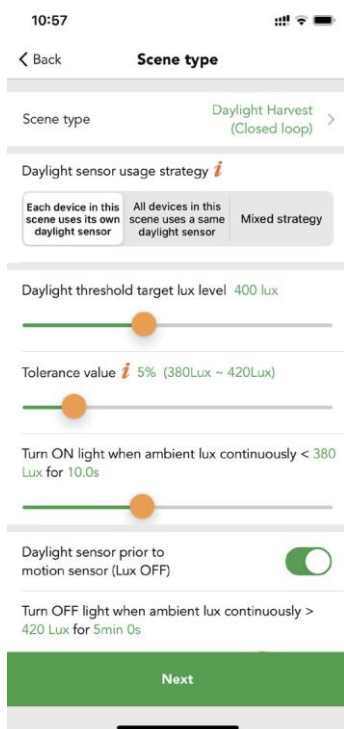 10:57
Back
Scene type
Scene type
Daylight Harvest
(Closed loop)
Daylight sensor usage strategy i
Each device in this
scene uses its own
daylight sensor
All devices in this
scene uses a same
daylight sensor
Mixed strategy
Daylight threshold target lux level 400 lux
Tolerance value i 5% (380Lux ~ 420Lux)
Turn ON light when ambient lux continuously < 380
Lux for 10.0s
Daylight sensor prior to
motion sensor (Lux OFF)
Turn OFF light when ambient lux continuously >
420 Lux for 5min 0s
Next